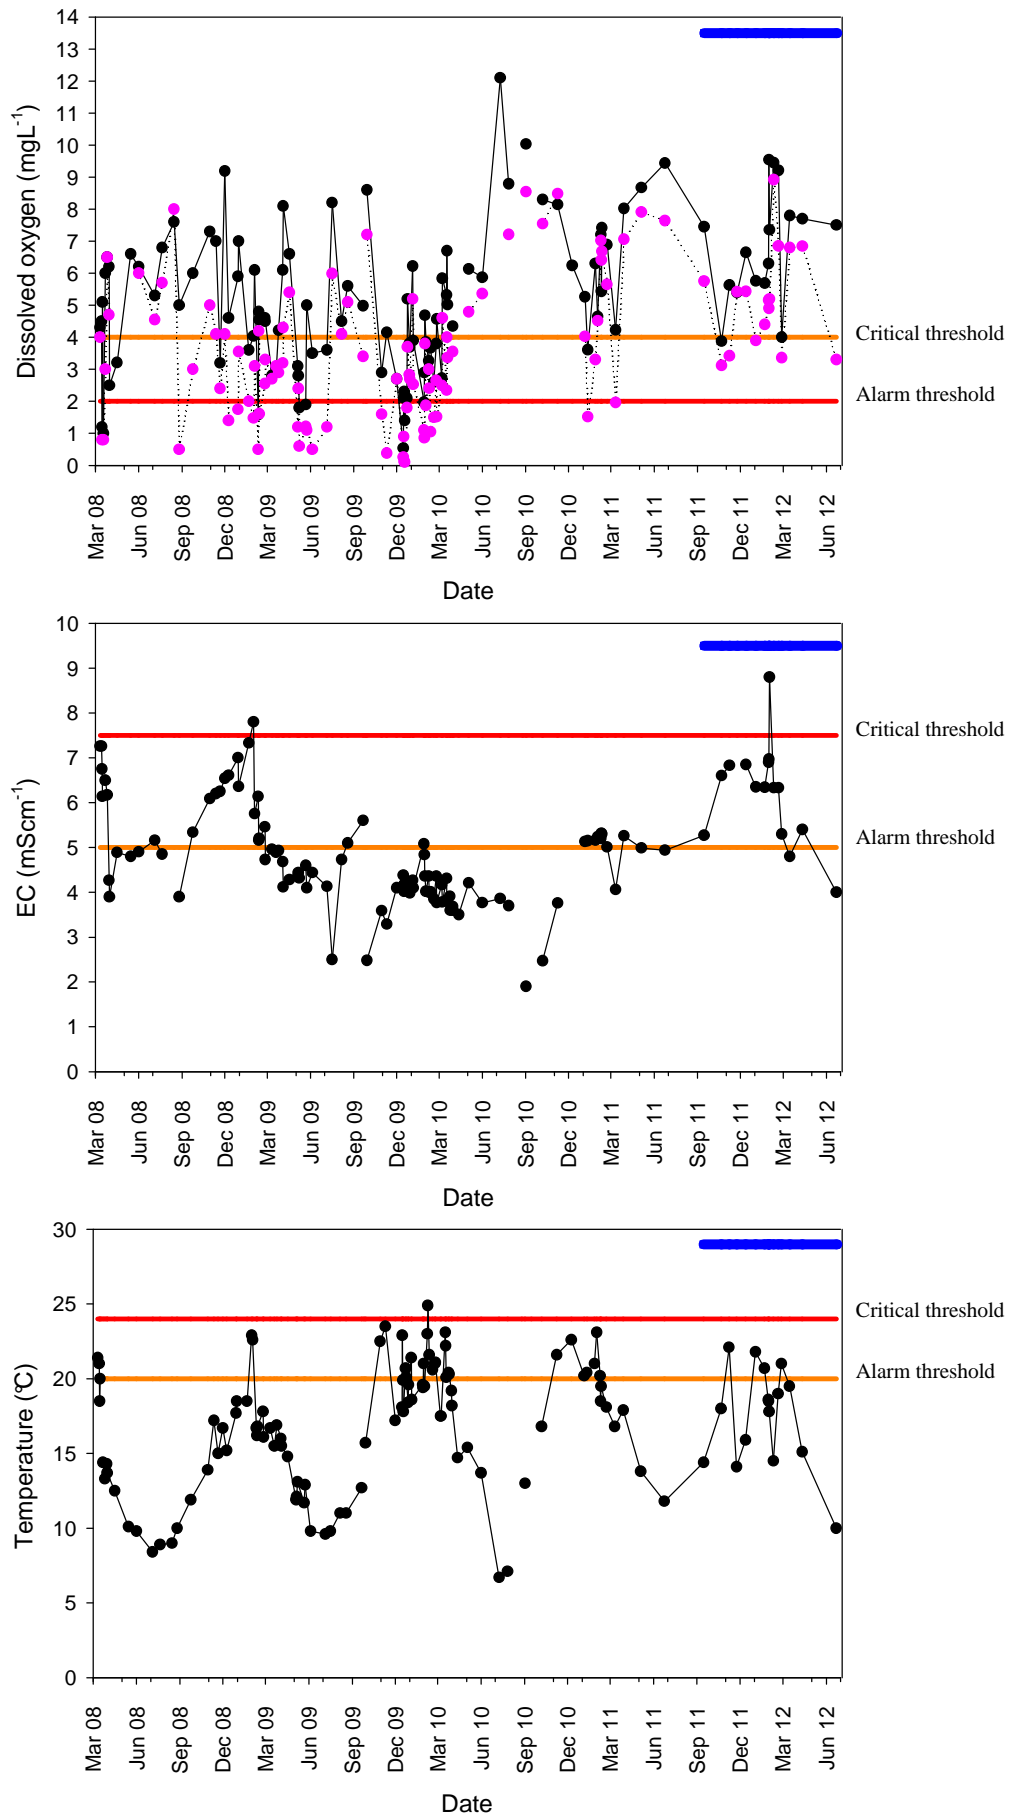 14
13
12
11
10
9
8
7
6
5
4
3
2
1
0
Dissolved oxygen (mgL-1)
Critical threshold
Alarm threshold
Mar 08
Jun 08
Sep 08
Dec 08
Mar 09
Jun 09
Sep 09
Dec 09
Mar 10
Jun 10
Sep 10
Dec 10
Mar 11
Jun 11
Sep 11
Dec 11
Mar 12
Jun 12
Date
10
9
8
7
6
5
4
3
2
1
0
EC (mScm-1)
Critical threshold
Alarm threshold
Mar 08
Jun 08
Sep 08
Dec 08
Mar 09
Jun 09
Sep 09
Dec 09
Mar 10
Jun 10
Sep 10
Dec 10
Mar 11
Jun 11
Sep 11
Dec 11
Mar 12
Jun 12
Date
30
25
20
15
10
5
0
Temperature (°C)
Critical threshold
Alarm threshold
Mar 08
Jun 08
Sep 08
Dec 08
Mar 09
Jun 09
Sep 09
Dec 09
Mar 10
Jun 10
Sep 10
Dec 10
Mar 11
Jun 11
Sep 11
Dec 11
Mar 12
Jun 12
Date